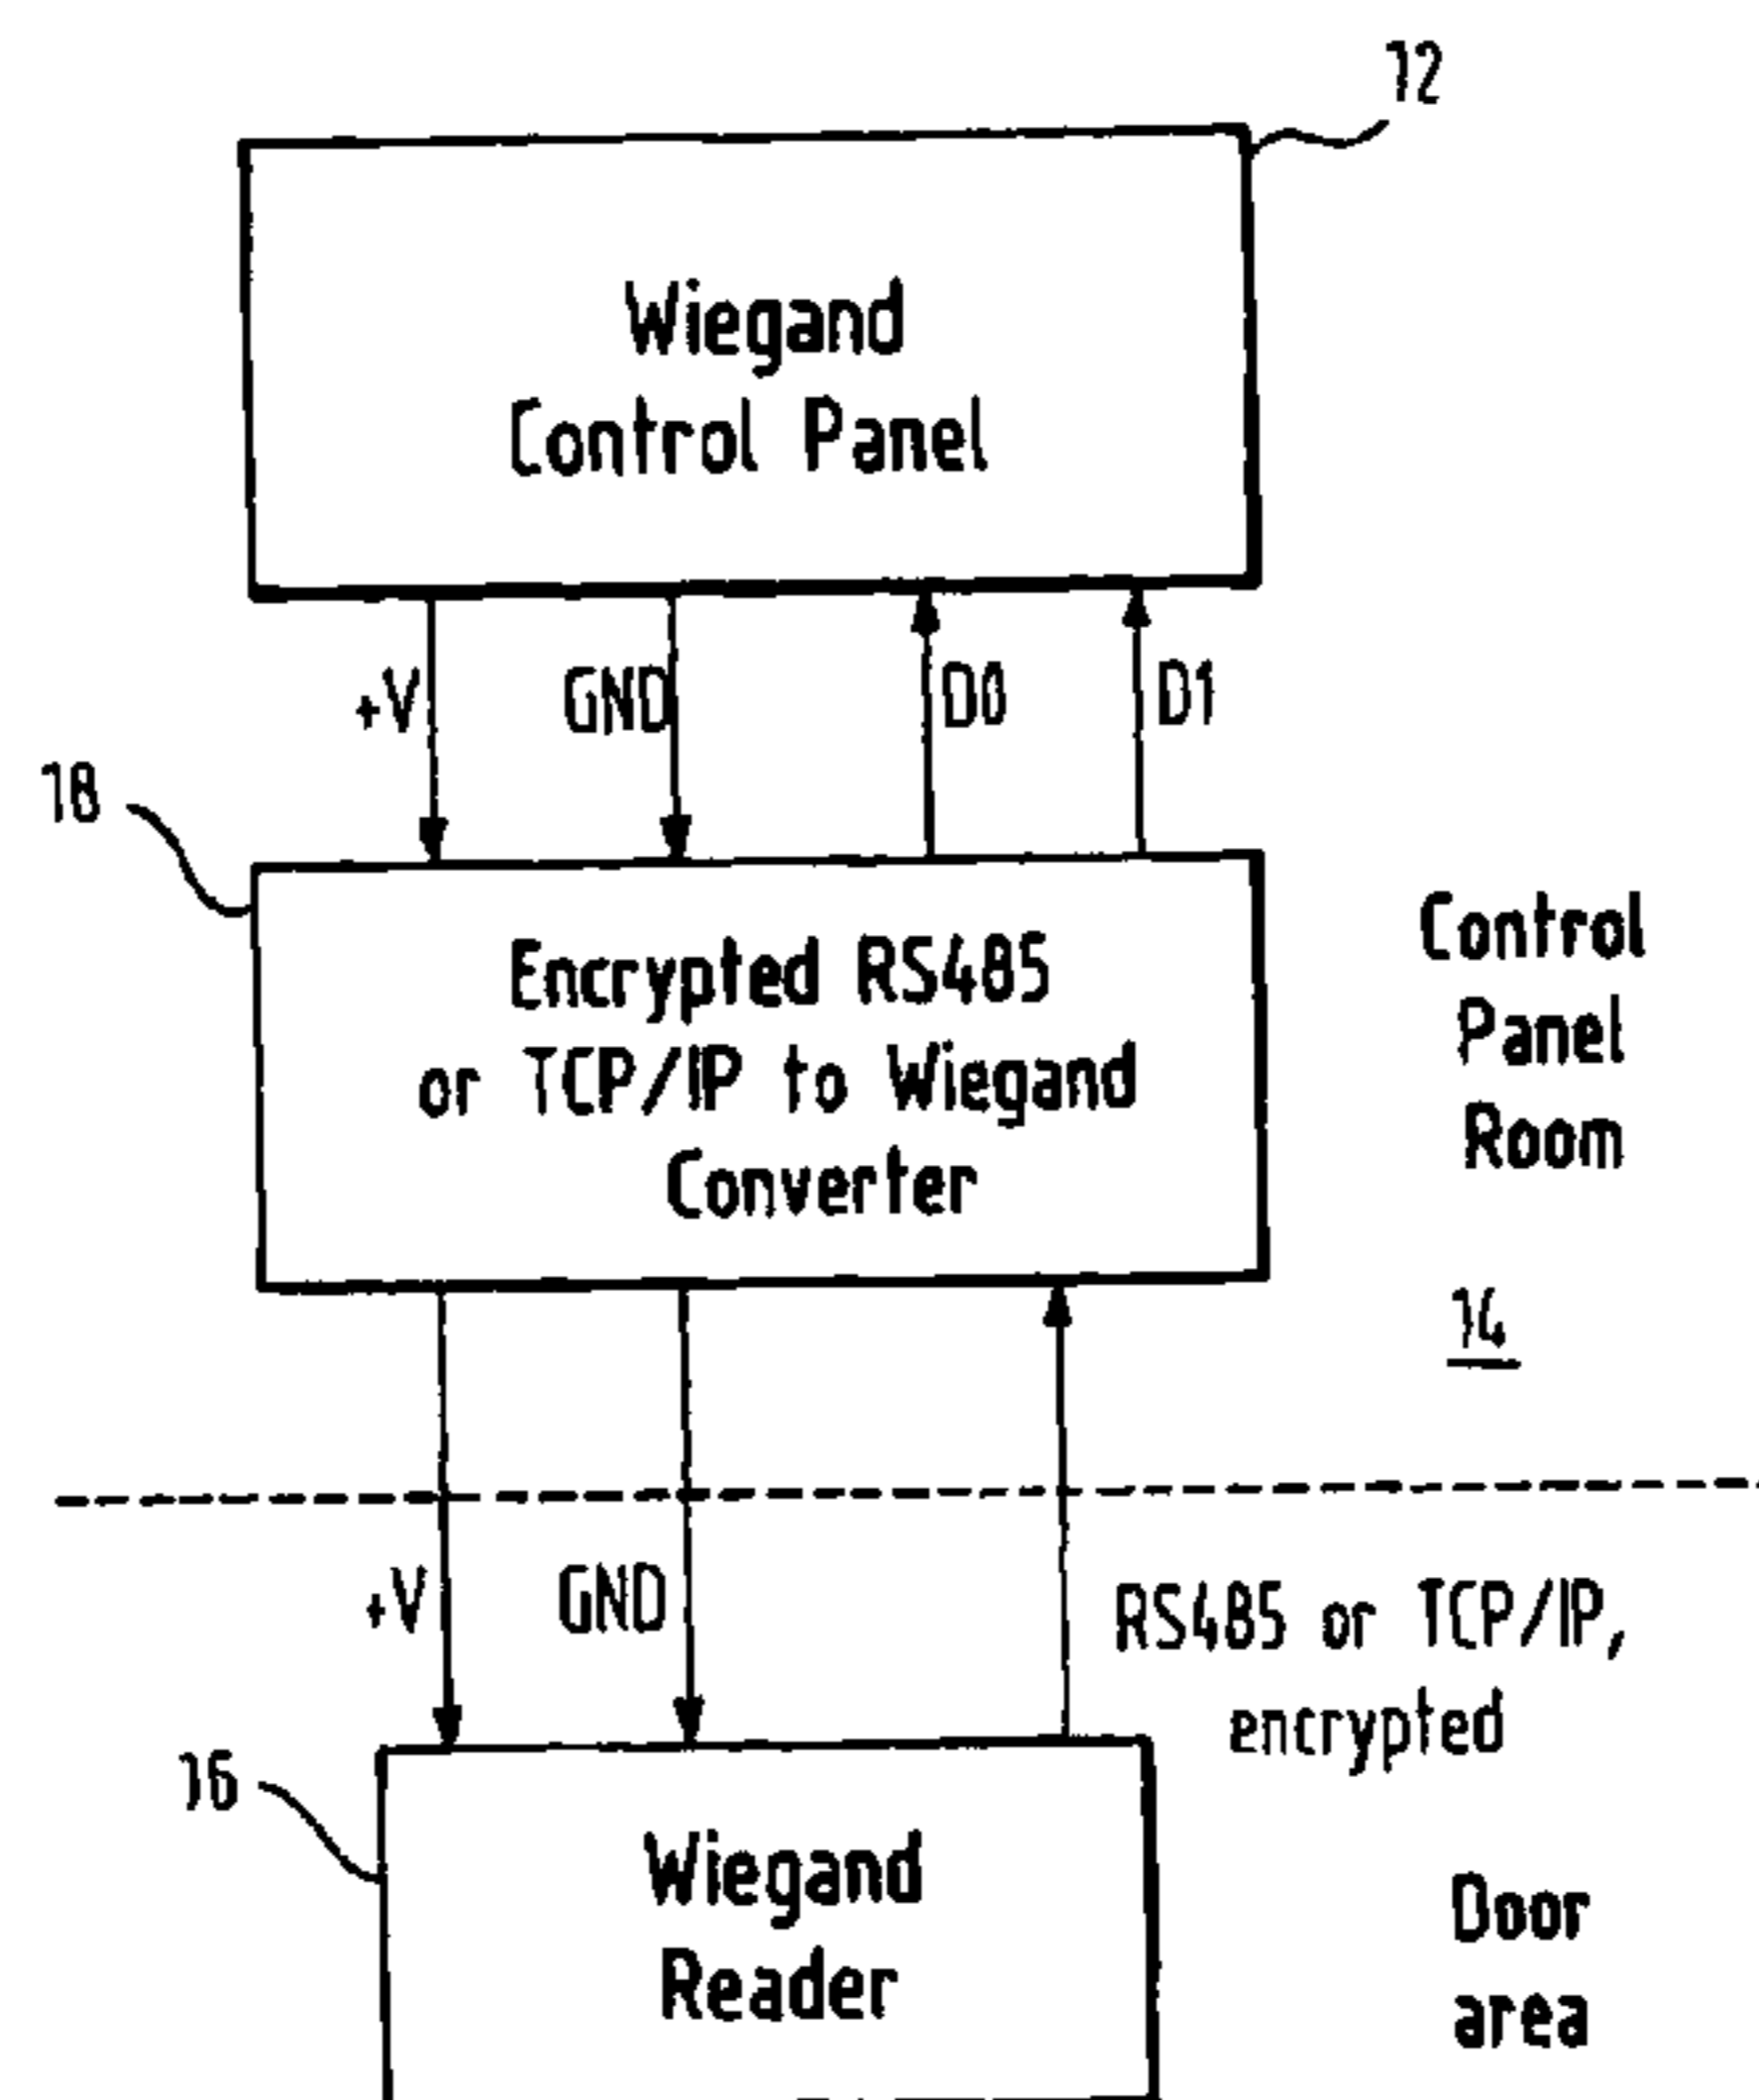 12
Wiegand
Control Panel
+V GND D0 D1
18
Encrypted RS485
or TCP/IP to Wiegand
Converter
Control
Panel
Room
14
+V GND
RS485 or TCP/IP,
encrypted
16
Wiegand
Reader
Door
area